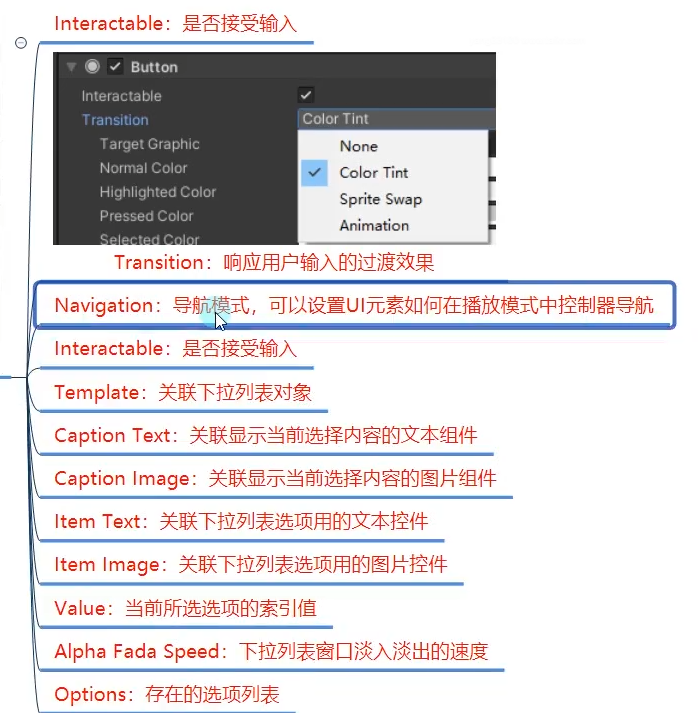 Interactable：是否接受输入
Button
Interactable
Transition
Color Tint
Target Graphic
None
Normal Color
Color Tint
Highlighted Color
Sprite Swap
Pressed Color
Animation
Selected Color
Transition：响应用户输入的过渡效果
Navigation：导航模式，可以设置UI元素如何在播放模式中控制器导航
Interactable：是否接受输入
Template：关联下拉列表对象
Caption Text：关联显示当前选择内容的文本组件
Caption Image：关联显示当前选择内容的图片组件
Item Text：关联下拉列表选项用的文本控件
Item Image：关联下拉列表选项用的图片控件
Value：当前所选选项的索引值
Alpha Fada Speed：下拉列表窗口淡入淡出的速度
Options：存在的选项列表